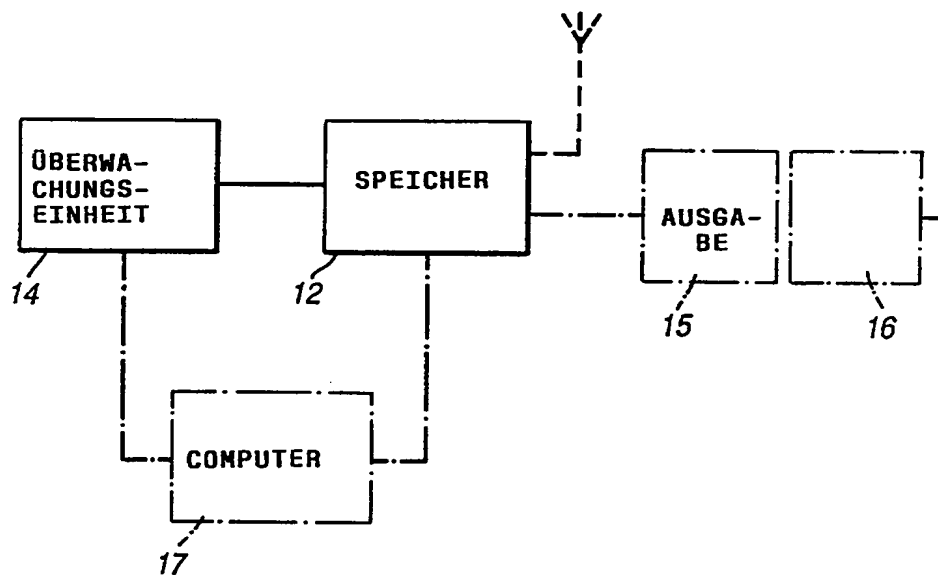 ÜBERWA-
CHUNGS-
EINHEIT
14
SPEICHER
12
AUSGA-
BE
15
16
COMPUTER
17